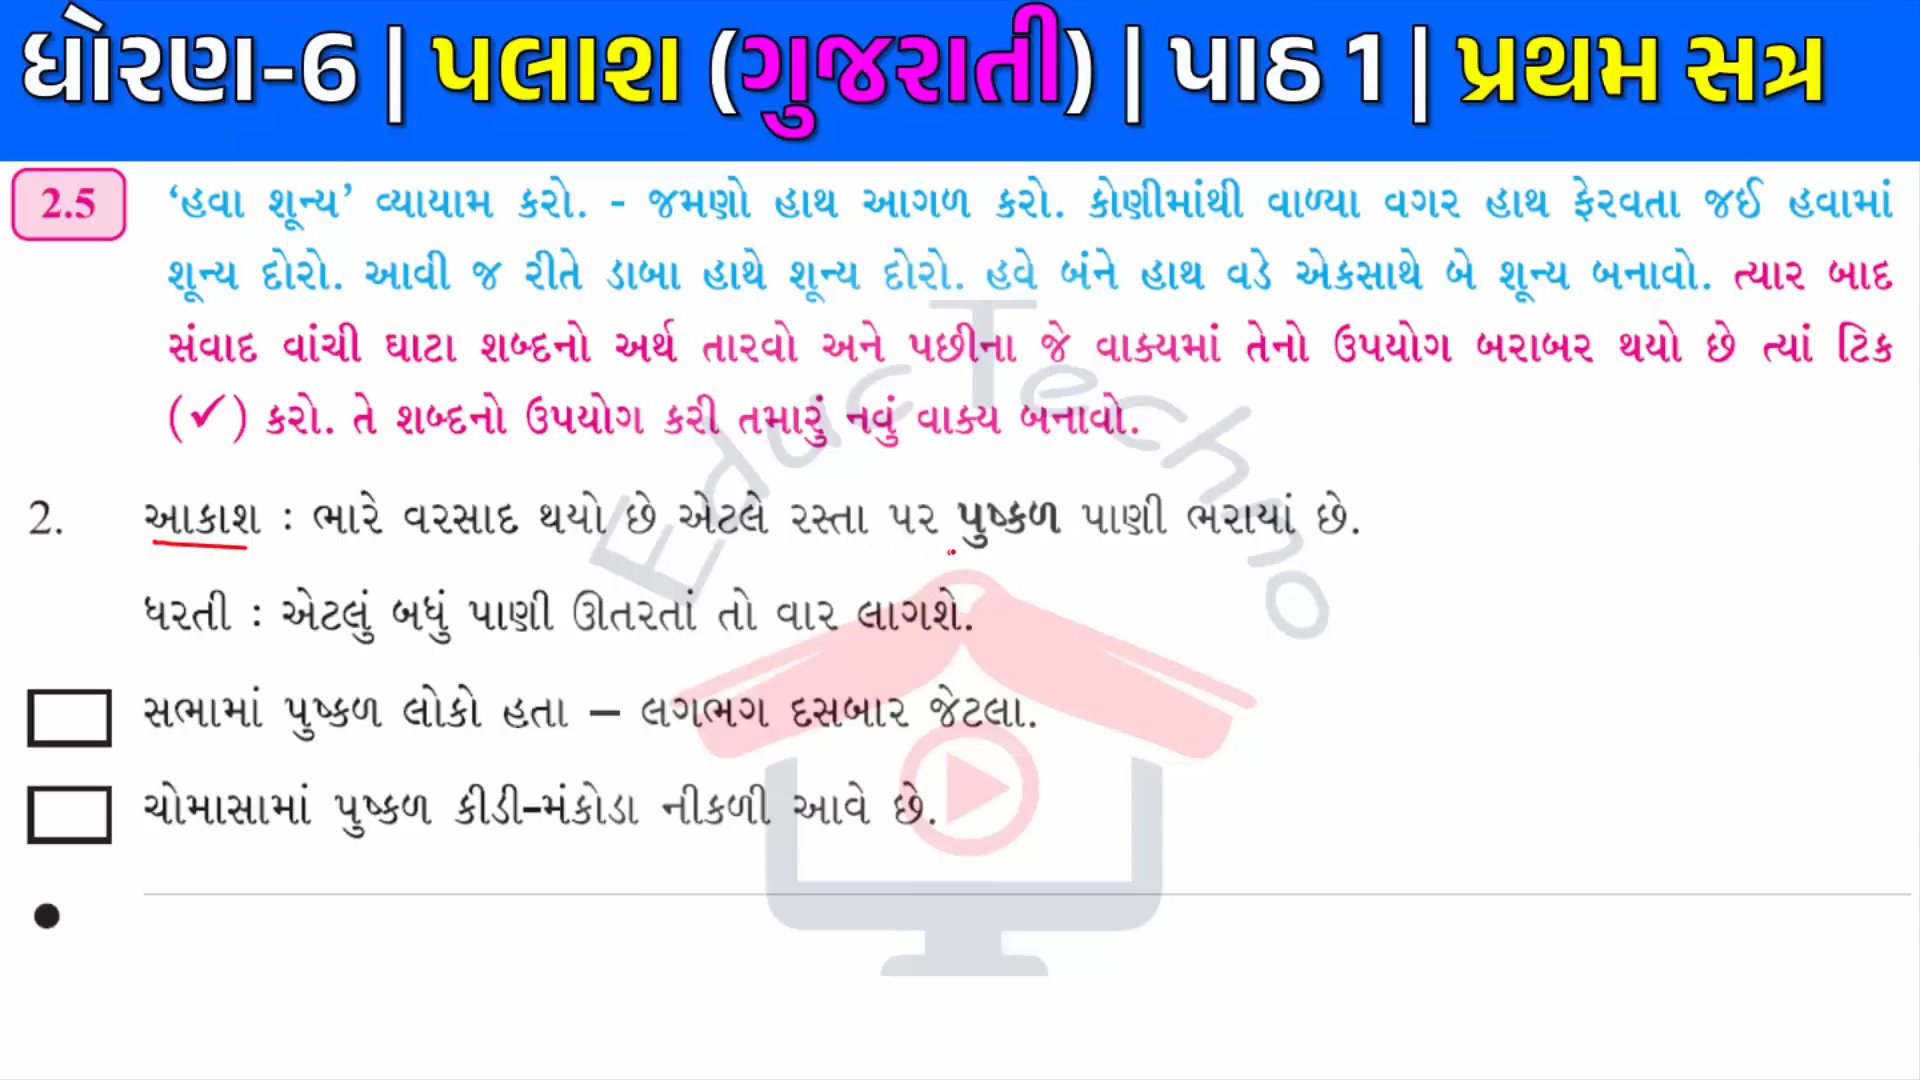 ધોરણ-6 | પલાશ (ગુજરાતી) | પાઠ 1 | પ્રથમ સત્ર
2.5 ‘હવા શૂન્ય’ વ્યાયામ કરો. - જમણો હાથ આગળ કરો. કોણીમાંથી વાળ્યા વગર હાથ ફેરવતા જઈ હવામાં
શૂન્ય દોરો. આવી જ રીતે ડાબા હાથે શૂન્ય દોરો. હવે બંને હાથ વડે એકસાથે બે શૂન્ય બનાવો. ત્યાર બાદ
સંવાદ વાંચી ઘાટા શબ્દનો અર્થ તારવો અને પછીના જે વાક્યમાં તેનો ઉપયોગ બરાબર થયો છે ત્યાં ટિક
(✓) કરો. તે શબ્દનો ઉપયોગ કરી તમારું નવું વાક્ય બનાવો.
2. આકાશ : ભારે વરસાદ થયો છે એટલે રસ્તા પર પુષ્કળ પાણી ભરાયાં છે.
ધરતી : એટલું બધું પાણી ઊતરતાં તો વાર લાગશે.
સભામાં પુષ્કળ લોકો હતા – લગભગ દસબાર જેટલા.
ચોમાસામાં પુષ્કળ કીડી-મંકોડા નીકળી આવે છે.
EducTechno